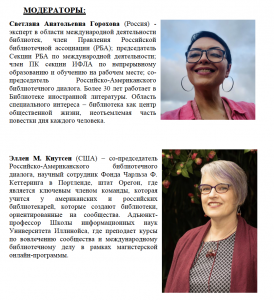 МОДЕРАТОРЫ:
Светлана Анатольевна Горохова (Россия) -
эксперт в области международной деятельности
библиотек, член Правления Российской
библиотечной ассоциации (РБА); председатель
Секции РБА по международной деятельности;
член ПК секции ИФЛА по непрерывному
образованию и обучению на рабочем месте; со-
председатель Российско-Американского
библиотечного диалога. Более 30 лет работает в
Библиотеке иностранной литературы. Область
специального интереса – библиотека как центр
общественной жизни, неотъемлемая часть
повестки дня каждого человека.
Эллен М. Кнутсен (США) – со-председатель
Российско-Американского библиотечного
диалога, научный сотрудник Фонда Чарльза Ф.
Кеттеринга в Портленде, штат Орегон, где
является ключевым членом команды, которая
учится у американских и российских
библиотекарей, которые создают библиотеки,
ориентированные на сообщества. Адъюнкт-
профессор Школы информационных наук
Университета Иллинойса, где преподает курсы
по вовлечению сообщества и международному
библиотечному делу в рамках магистерской
онлайн-программы.